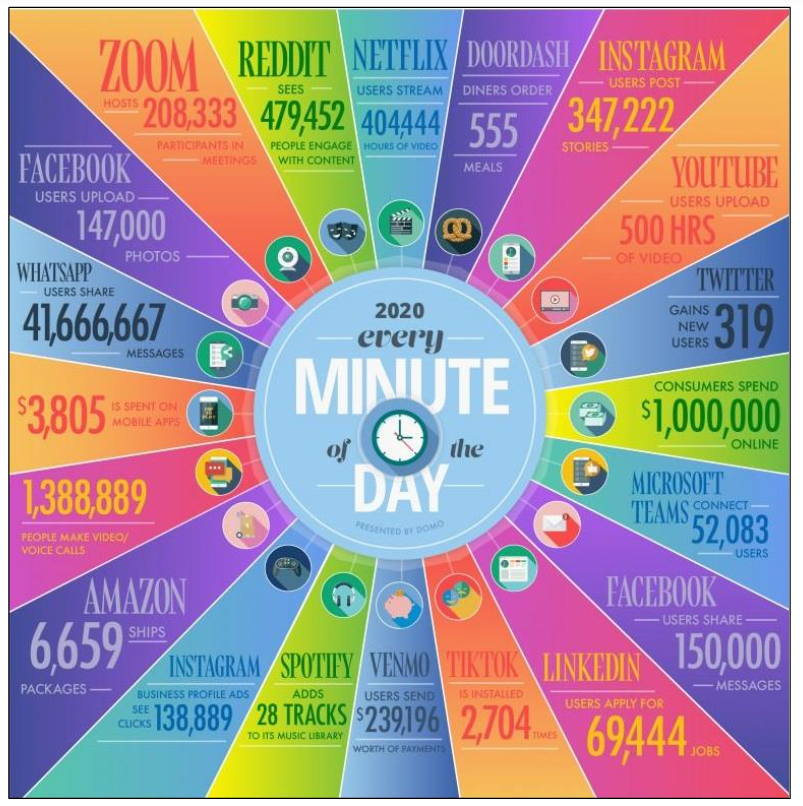 ZOOM
HOSTS 208,333
PARTICIPANTS IN
MEETINGS
REDDIT
SEES
479,452
PEOPLE ENGAGE
WITH CONTENT
NETFLIX
USERS STREAM
404,444
HOURS OF VIDEO
DOORDASH
DINERS ORDER
555
MEALS
INSTAGRAM
USERS POST
347,222
STORIES
YOUTUBE
USERS UPLOAD
500 HRS
OF VIDEO
TWITTER
GAINS
NEW
USERS 319
CONSUMERS SPEND
$1,000,000
ONLINE
MICROSOFT
TEAMS CONNECT
52,083
USERS
FACEBOOK
USERS SHARE
150,000
MESSAGES
LINKEDIN
USERS APPLY FOR
69,444 JOBS
TIKTOK
IS INSTALLED
2,704 TIMES
VENMO
USERS SEND
$239,196
WORTH OF PAYMENTS
SPOTIFY
ADDS
28 TRACKS
TO ITS MUSIC LIBRARY
INSTAGRAM
BUSINESS PROFILE ADS
SEE
CLICKS 138,889
AMAZON
6,659 SHIPS
PACKAGES
1,388,889
PEOPLE MAKE VIDEO/
VOICE CALLS
$3,805 IS SPENT ON
MOBILE APPS
WHATSAPP
USERS SHARE
41,666,667
MESSAGES
FACEBOOK
USERS UPLOAD
147,000
PHOTOS
2020
every
MINUTE
of the
DAY
PRESENTED BY DOMO